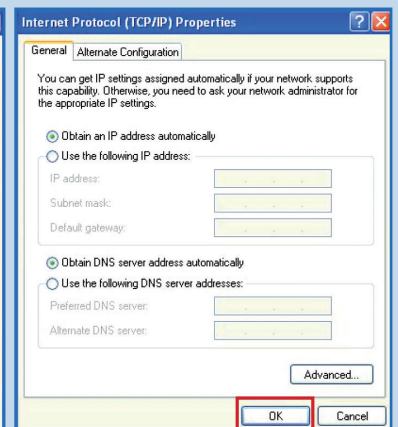 Internet Protocol (TCP/IP) Properties
General
Alternate Configuration
You can get IP settings assigned automatically if your network supports
this capability. Otherwise, you need to ask your network administrator for
the appropriate IP settings.
Obtain an IP address automatically
Use the following IP address:
IP address:
Subnet mask:
Default gateway:
Obtain DNS server address automatically
Use the following DNS server addresses:
Preferred DNS server:
Alternate DNS server:
Advanced...
OK
Cancel